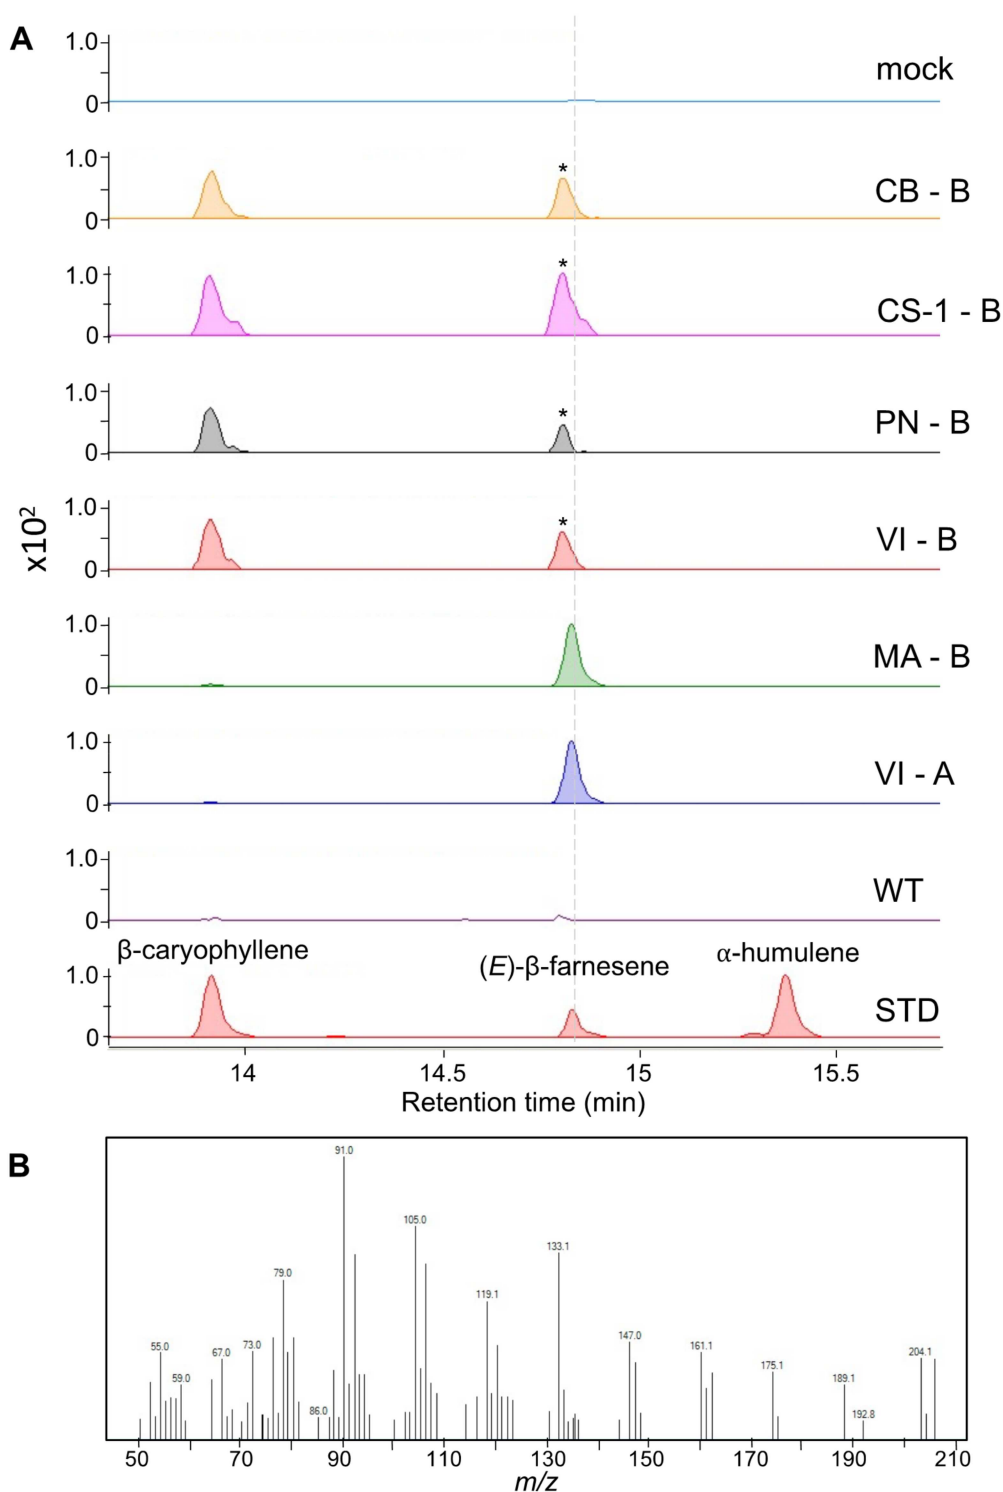 A
1.0
0
mock
1.0
0
*
CB - B
1.0
0
*
CS-1 - B
1.0
0
*
PN - B
x10²
1.0
0
*
VI - B
1.0
0
MA - B
1.0
0
VI - A
1.0
0
WT
β-caryophyllene
(E)-β-farnesene
α-humulene
1.0
0
STD
14 14.5 15 15.5
Retention time (min)
B
91.0
105.0
133.1
79.0
119.1
147.0
55.0
73.0
67.0
161.1
204.1
175.1
59.0
189.1
86.0
192.8
50 70 90 110 130 150 170 190 210
m/z